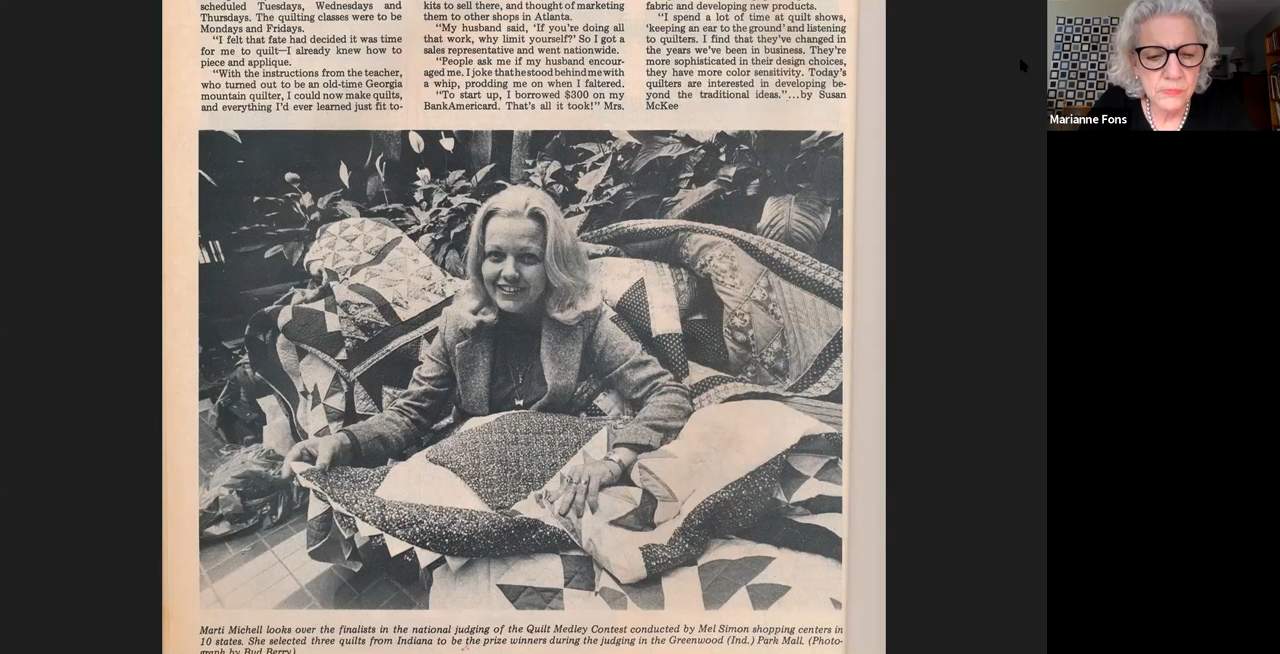 scheduled Tuesdays, Wednesdays and
Thursdays. The quilting classes were to be
Mondays and Fridays.
"I felt that fate had decided it was time
for me to quilt—I already knew how to
piece and applique.
"With the instructions from the teacher,
who turned out to be an old-time Georgia
mountain quilter, I could now make quilts,
and everything I'd ever learned just fit to-
kits to sell there, and thought of marketing
them to other shops in Atlanta.
"My husband said, 'If you're doing all
that work, why limit yourself?' So I got a
sales representative and went nationwide.
"People ask me if my husband encour-
aged me. I joke that he stood behind me with
a whip, prodding me on when I faltered.
"To start up, I borrowed $300 on my
BankAmericard. That's all it took!" Mrs.
fabric and developing new products.
"I spend a lot of time at quilt shows,
'keeping an ear to the ground' and listening
to quilters. I find that they've changed in
the years we've been in business. They're
more sophisticated in their design choices,
they have more color sensitivity. Today's
quilters are interested in developing be-
yond the traditional ideas."...by Susan
McKee
Marti Michell looks over the finalists in the national judging of the Quilt Medley Contest conducted by Mel Simon shopping centers in
10 states. She selected three quilts from Indiana to be the prize winners during the judging in the Greenwood (Ind.) Park Mall. (Photo-
graph by Bud Berry)
Marianne Fons